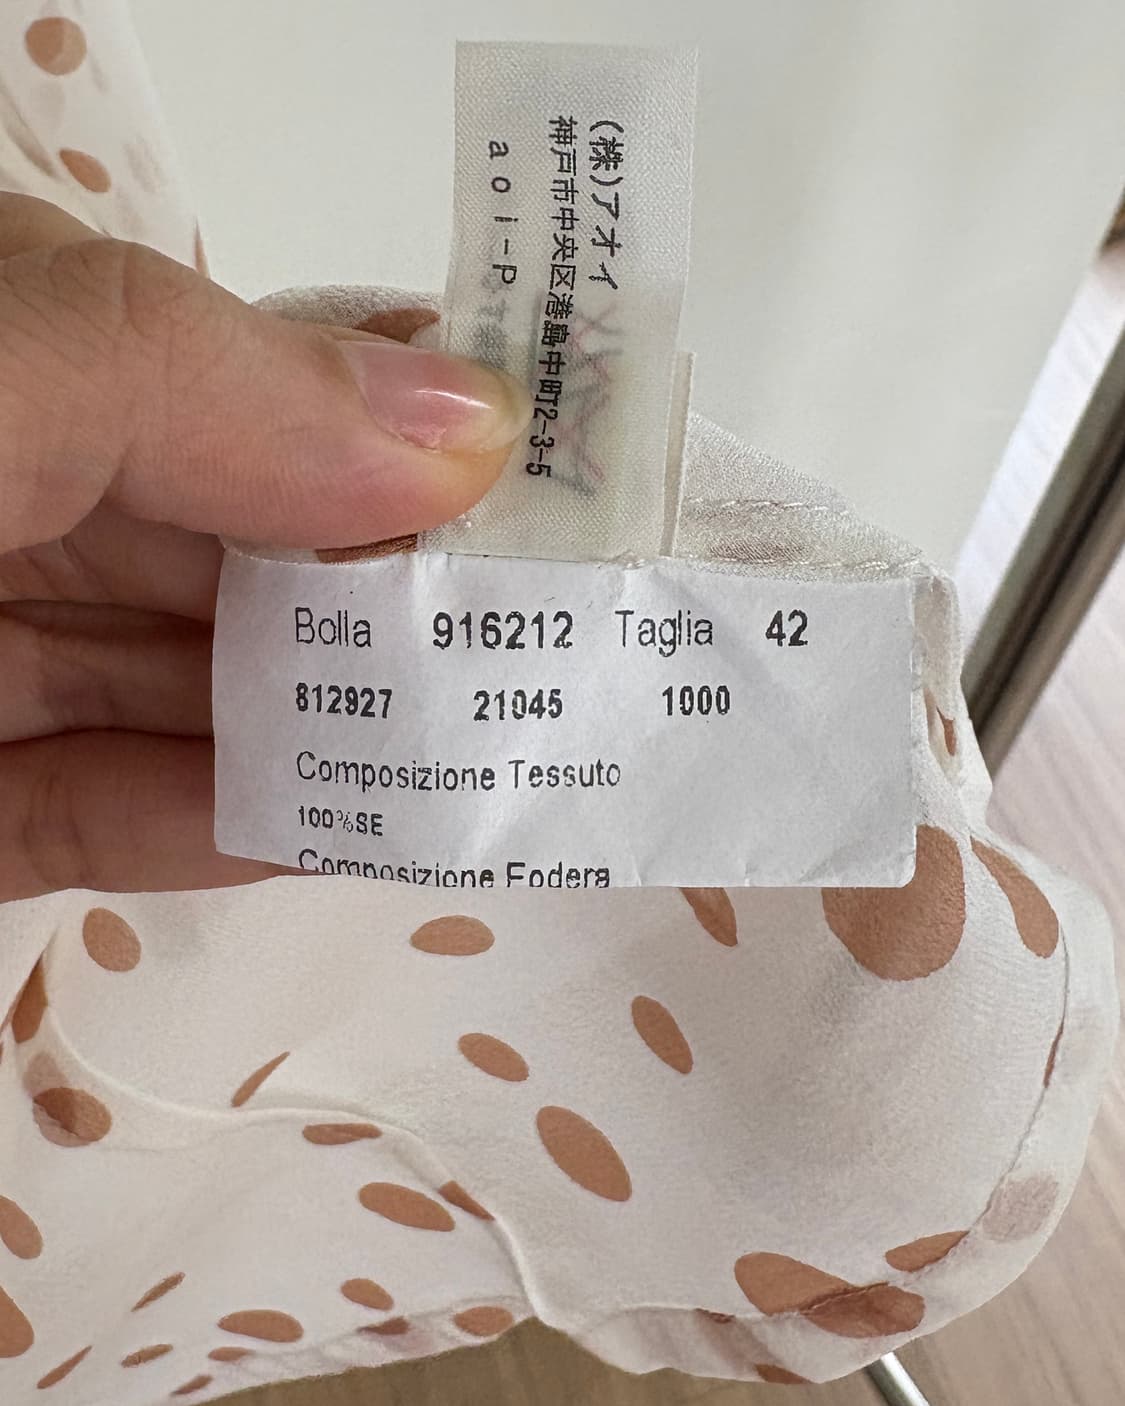 (株)アオイ
神戸市中央区港島中町2-3-5
aoi-p
Bolla 916212 Taglia 42
812927 21045 1000
Composizione Tessuto
100%SE
Composizione Fodera